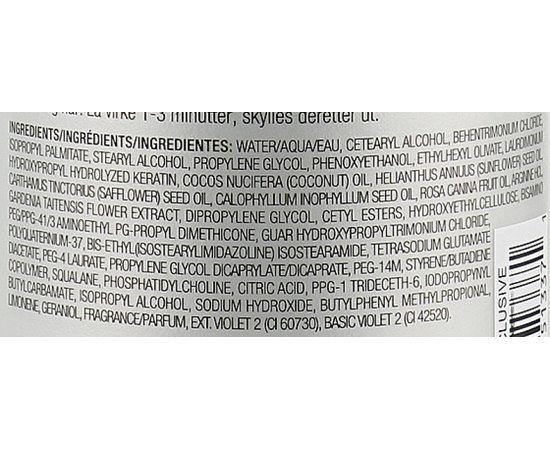 La virke 1-3 minutter, skylles deretter ut.
INGREDIENTS/INGRÉDIENTS/INGREDIENTES: WATER/AQUA/EAU, CETEARYL ALCOHOL, BEHENTRIMONIUM CHLORIDE,
ISOPROPYL PALMITATE, STEARYL ALCOHOL, PROPYLENE GLYCOL, PHENOXYETHANOL, ETHYLHEXYL OLIVATE, LAURDIMONIUM
HYDROXYPROPYL HYDROLYZED KERATIN, COCOS NUCIFERA (COCONUT) OIL, HELIANTHUS ANNUUS (SUNFLOWER) SEED OIL,
CARTHAMUS TINCTORIUS (SAFFLOWER) SEED OIL, CALOPHYLLUM INOPHYLLUM SEED OIL, ROSA CANINA FRUIT OIL, ARGININE HCL,
GARDENIA TAITENSIS FLOWER EXTRACT, DIPROPYLENE GLYCOL, CETYL ESTERS, HYDROXYETHYLCELLULOSE, BISAMINO
PEG/PPG-41/3 AMINOETHYL PG-PROPYL DIMETHICONE, GUAR HYDROXYPROPYLTRIMONIUM CHLORIDE,
POLYQUATERNIUM-37, BIS-ETHYL(ISOSTEARYLIMIDAZOLINE) ISOSTEARAMIDE, TETRASODIUM GLUTAMATE
DIACETATE, PEG-4 LAURATE, PROPYLENE GLYCOL DICAPRYLATE/DICAPRATE, PEG-14M, STYRENE/BUTADIENE
COPOLYMER, SQUALANE, PHOSPHATIDYLCHOLINE, CITRIC ACID, PPG-1 TRIDECETH-6, IODOPROPYNYL
BUTYLCARBAMATE, ISOPROPYL ALCOHOL, SODIUM HYDROXIDE, BUTYLPHENYL METHYLPROPIONAL,
LIMONENE, GERANIOL, FRAGRANCE/PARFUM, EXT. VIOLET 2 (CI 60730), BASIC VIOLET 2 (CI 42520).